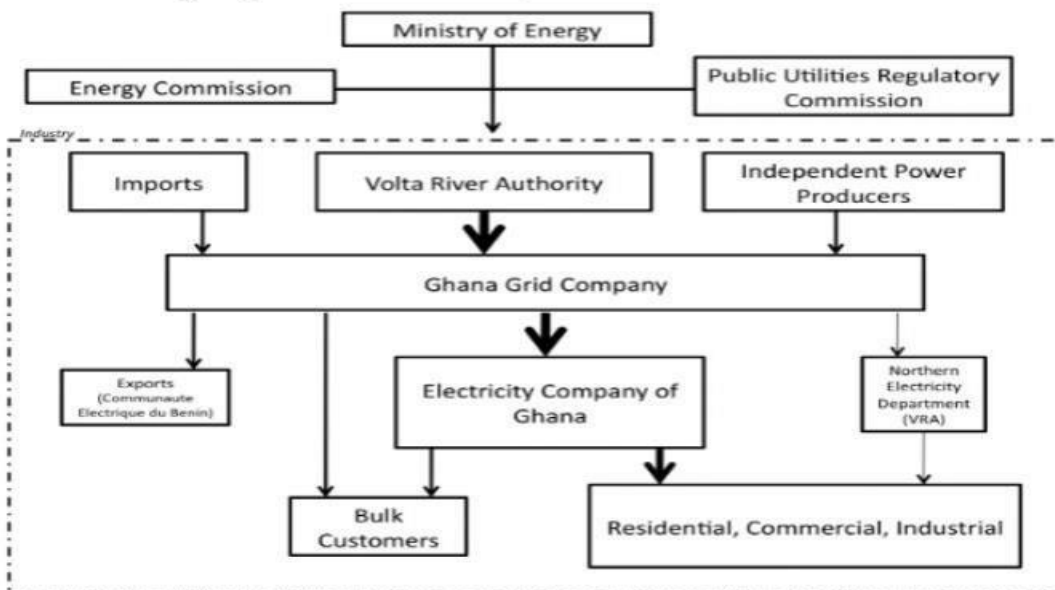 Ministry of Energy
Energy Commission
Public Utilities Regulatory
Commission
Industry
Imports
Volta River Authority
Independent Power
Producers
Ghana Grid Company
Exports
(Communaute
Electrique du Benin)
Electricity Company of
Ghana
Northern
Electricity
Department
(VRA)
Bulk
Customers
Residential, Commercial, Industrial